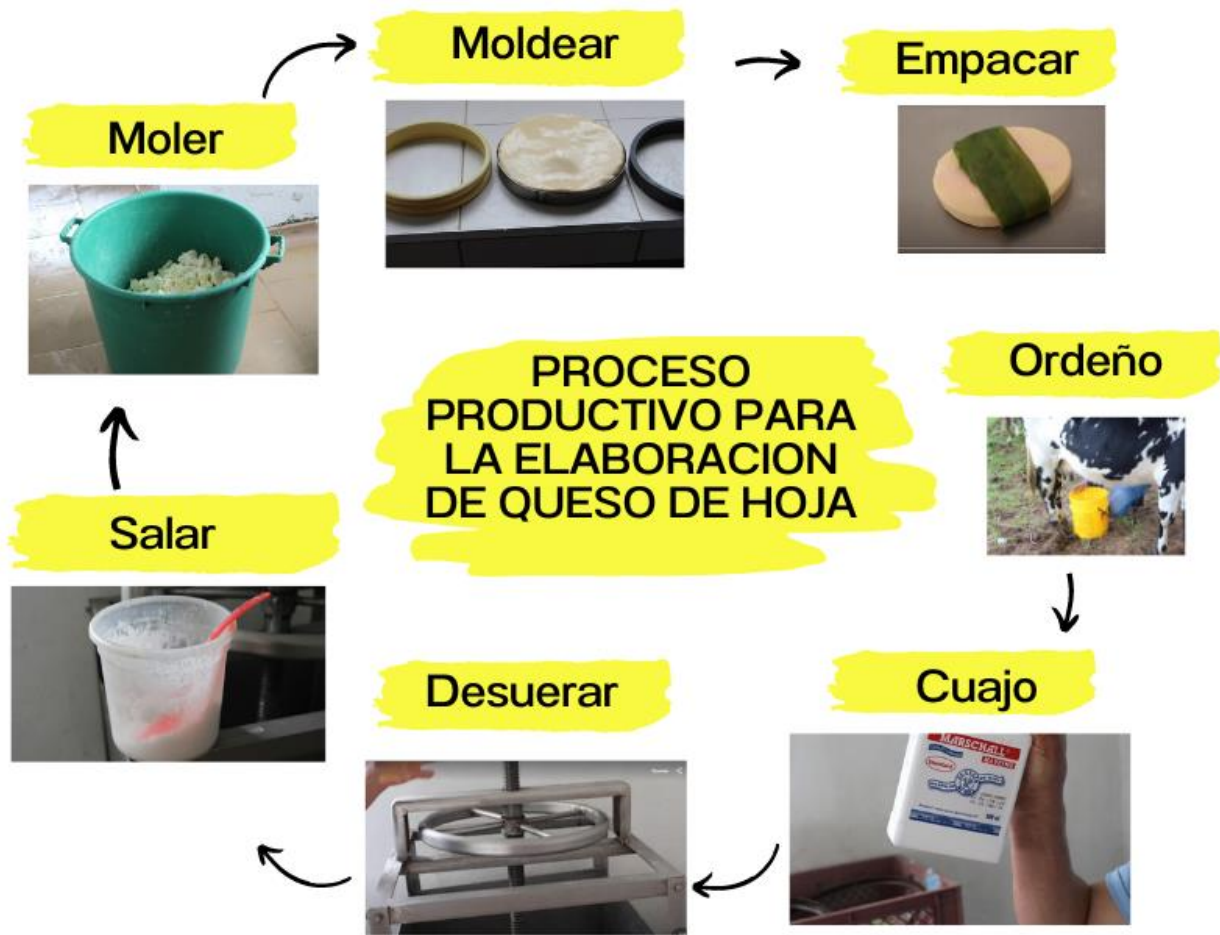 Moldear
Empacar
Moler
PROCESO
PRODUCTIVO PARA
LA ELABORACION
DE QUESO DE HOJA
Ordeño
Salar
Desuerar
Cuajo
MARSCHALL